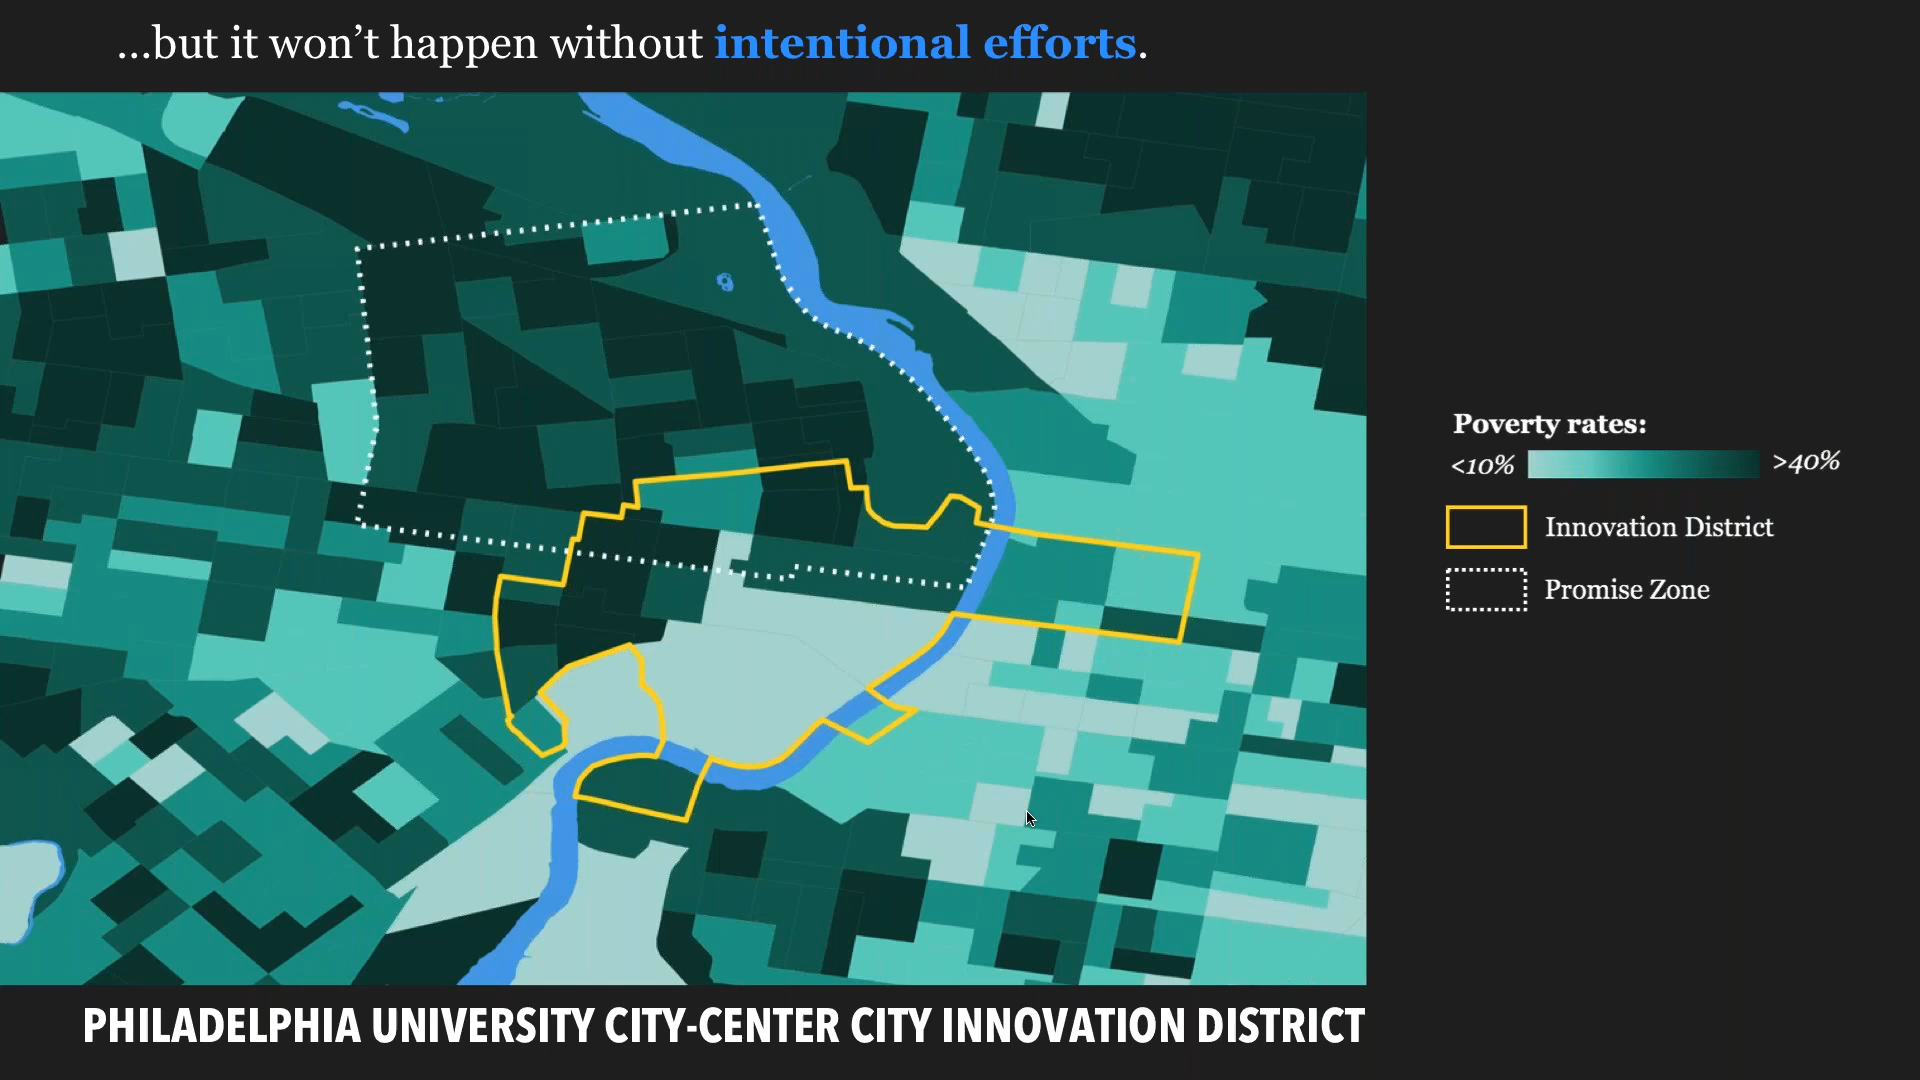 ...but it won’t happen without intentional efforts.
Poverty rates:
<10% >40%
Innovation District
Promise Zone
PHILADELPHIA UNIVERSITY CITY-CENTER CITY INNOVATION DISTRICT